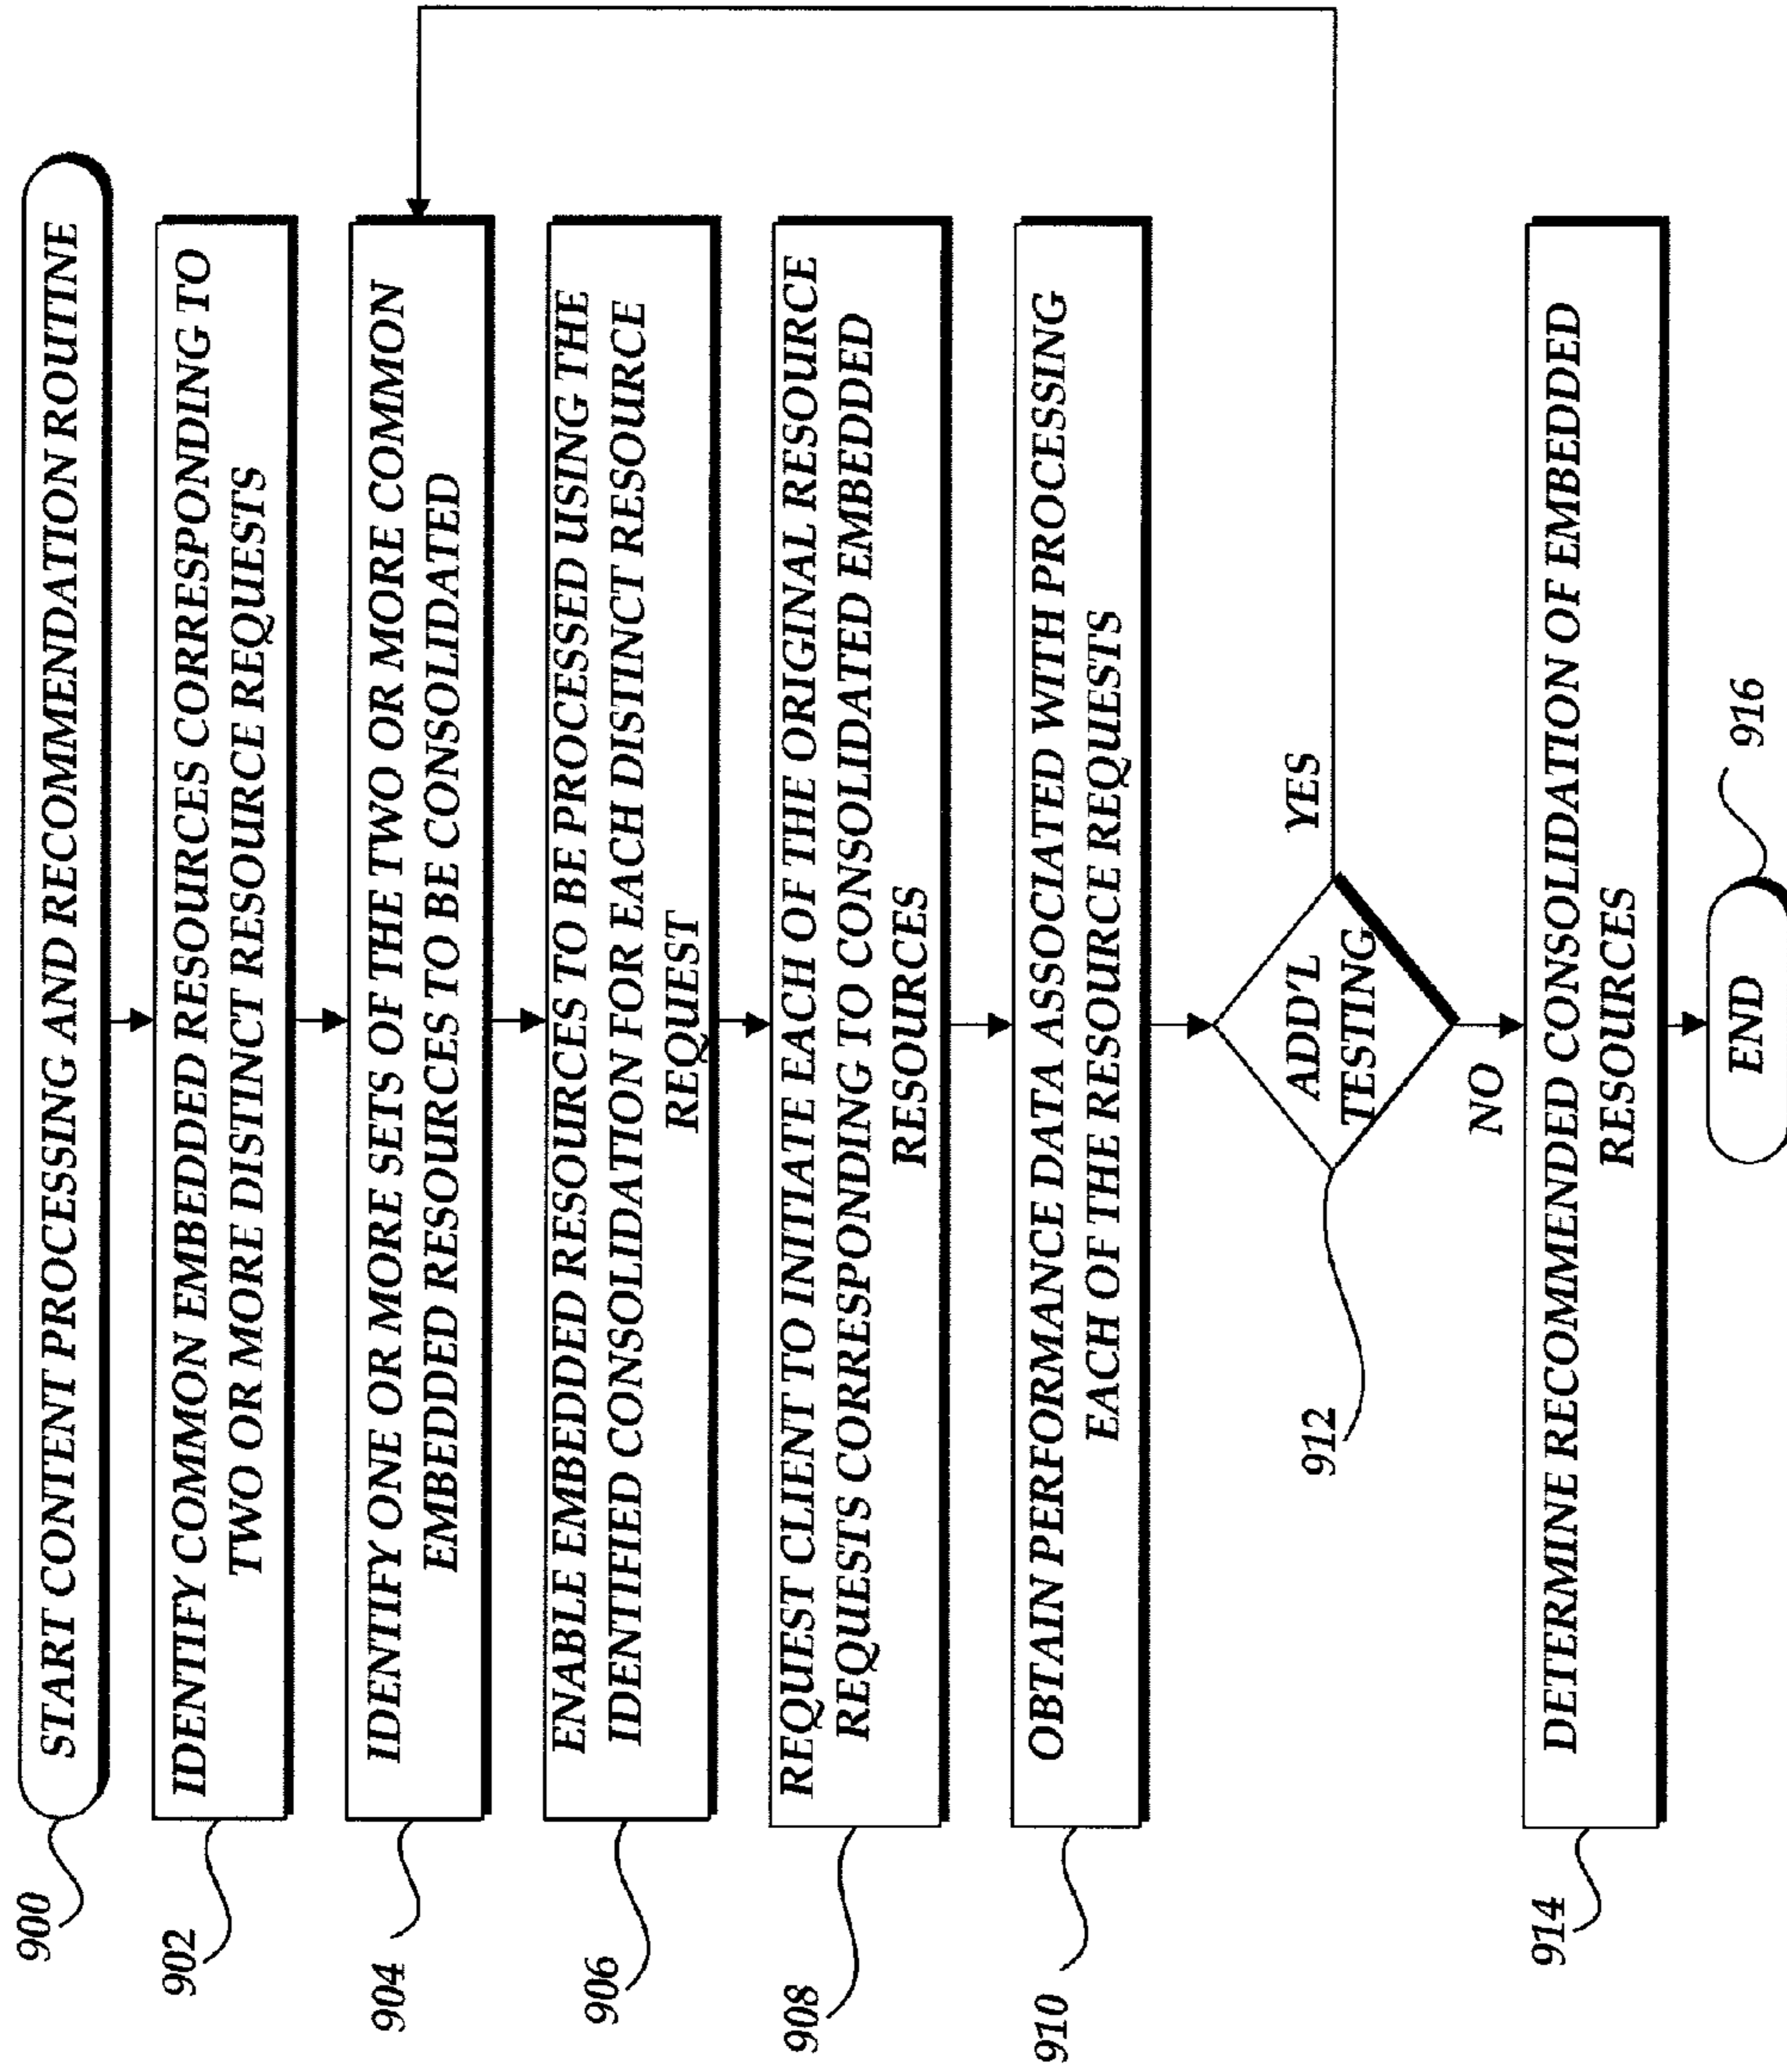 900
START CONTENT PROCESSING AND RECOMMENDATION ROUTINE
902
IDENTIFY COMMON EMBEDDED RESOURCES CORRESPONDING TO
TWO OR MORE DISTINCT RESOURCE REQUESTS
904
IDENTIFY ONE OR MORE SETS OF THE TWO OR MORE COMMON
EMBEDDED RESOURCES TO BE CONSOLIDATED
906
ENABLE EMBEDDED RESOURCES TO BE PROCESSED USING THE
IDENTIFIED CONSOLIDATION FOR EACH DISTINCT RESOURCE
REQUEST
908
REQUEST CLIENT TO INITIATE EACH OF THE ORIGINAL RESOURCE
REQUESTS CORRESPONDING TO CONSOLIDATED EMBEDDED
RESOURCES
910
OBTAIN PERFORMANCE DATA ASSOCIATED WITH PROCESSING
EACH OF THE RESOURCE REQUESTS
912
ADD'L
TESTING
YES
NO
914
DETERMINE RECOMMENDED CONSOLIDATION OF EMBEDDED
RESOURCES
END
916